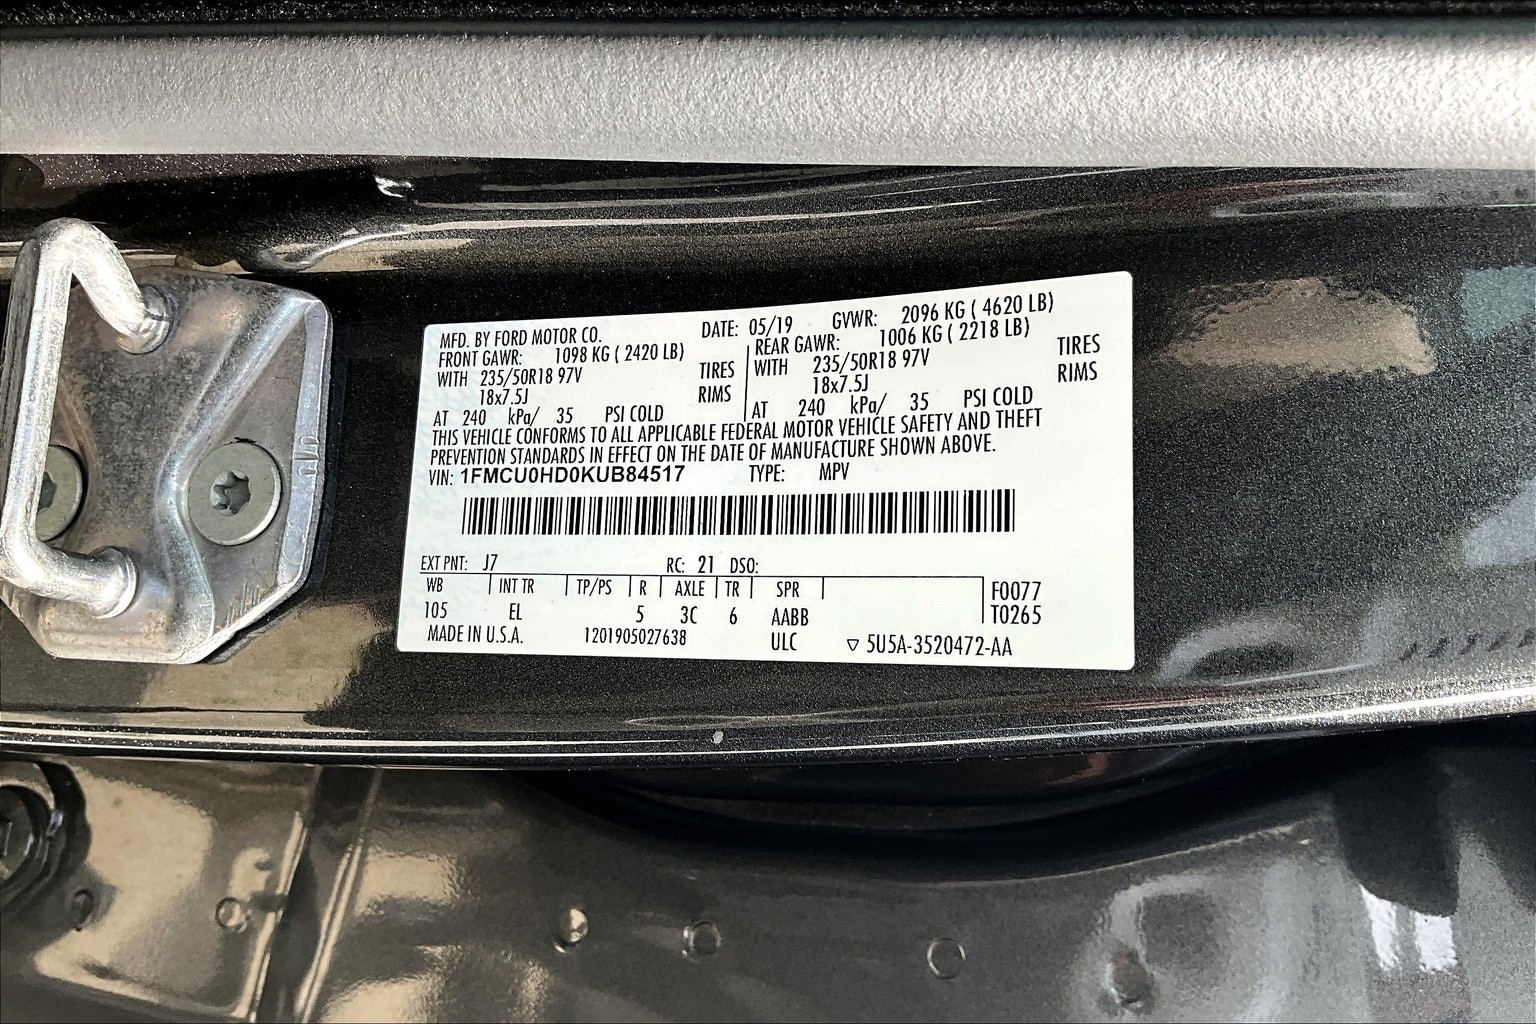 MFD. BY FORD MOTOR CO. DATE: 05/19 GVWR: 2096 KG ( 4620 LB)
FRONT GAWR: 1098 KG ( 2420 LB) REAR GAWR: 1006 KG ( 2218 LB)
WITH 235/50R18 97V TIRES WITH 235/50R18 97V TIRES
18x7.5J RIMS 18x7.5J RIMS
AT 240 kPa/ 35 PSI COLD AT 240 kPa/ 35 PSI COLD
THIS VEHICLE CONFORMS TO ALL APPLICABLE FEDERAL MOTOR VEHICLE SAFETY AND THEFT
PREVENTION STANDARDS IN EFFECT ON THE DATE OF MANUFACTURE SHOWN ABOVE.
VIN: 1FMCU0HD0KUB84517 TYPE: MPV
EXT PNT: J7 RC: 21 DSO:
WB INT TR TP/PS R AXLE TR SPR F0077
105 EL 5 3C 6 AABB T0265
MADE IN U.S.A. 1201905027638 ULC ▽ 5U5A-3520472-AA